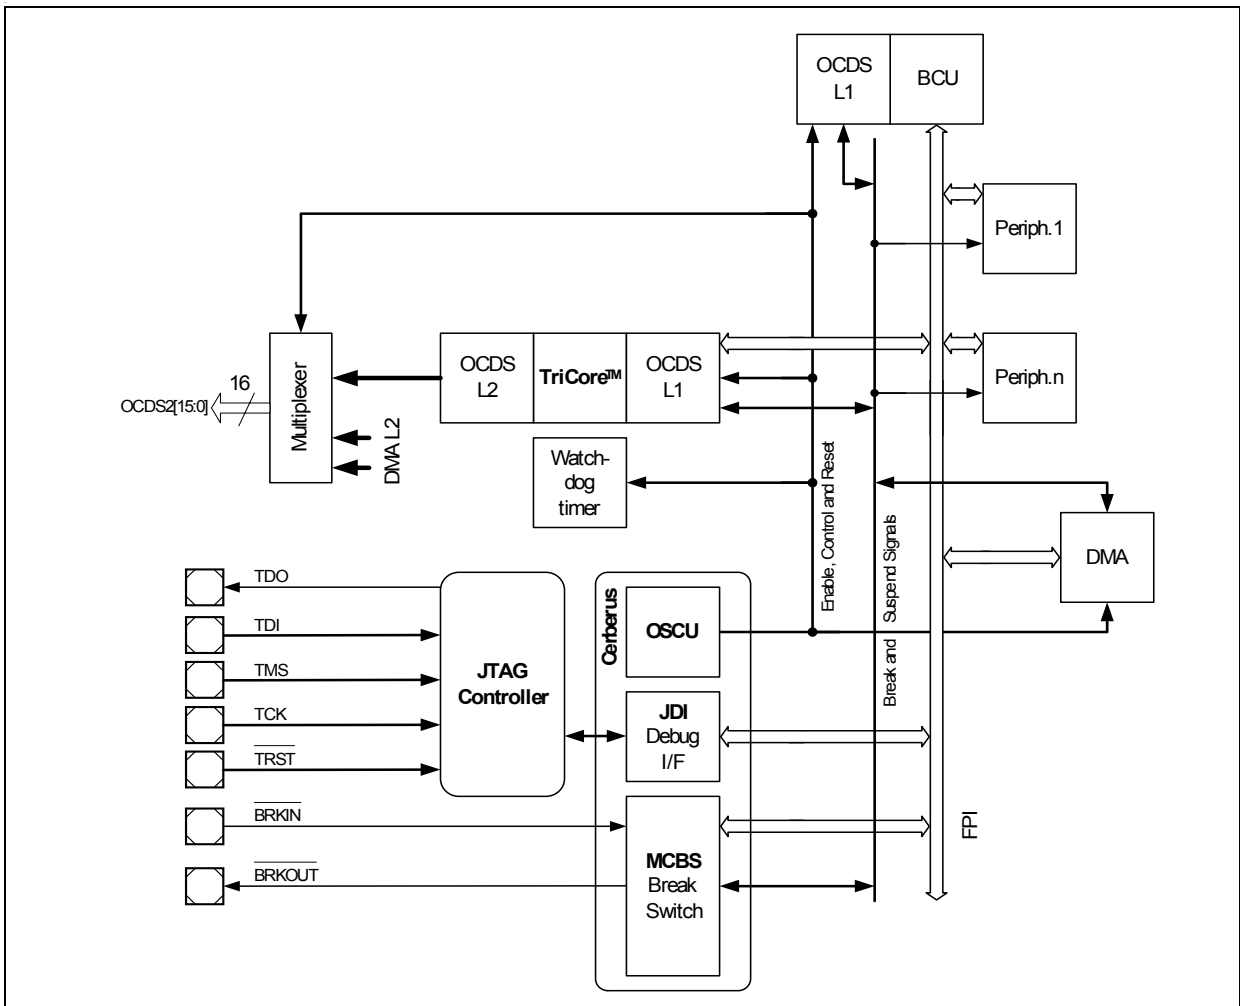 OCDS
L1
BCU
Periph.1
Periph.n
OCDS
L2
TriCore™
OCDS
L1
16
OCDS2[15:0]
Multiplexer
DMA L2
Watch-
dog
timer
Enable, Control and Reset
Break and Suspend Signals
DMA
TDO
TDI
TMS
TCK
TRST
BRKIN
BRKOUT
JTAG
Controller
Cerberus
OSCU
JDI
Debug
I/F
MCBS
Break
Switch
FPI